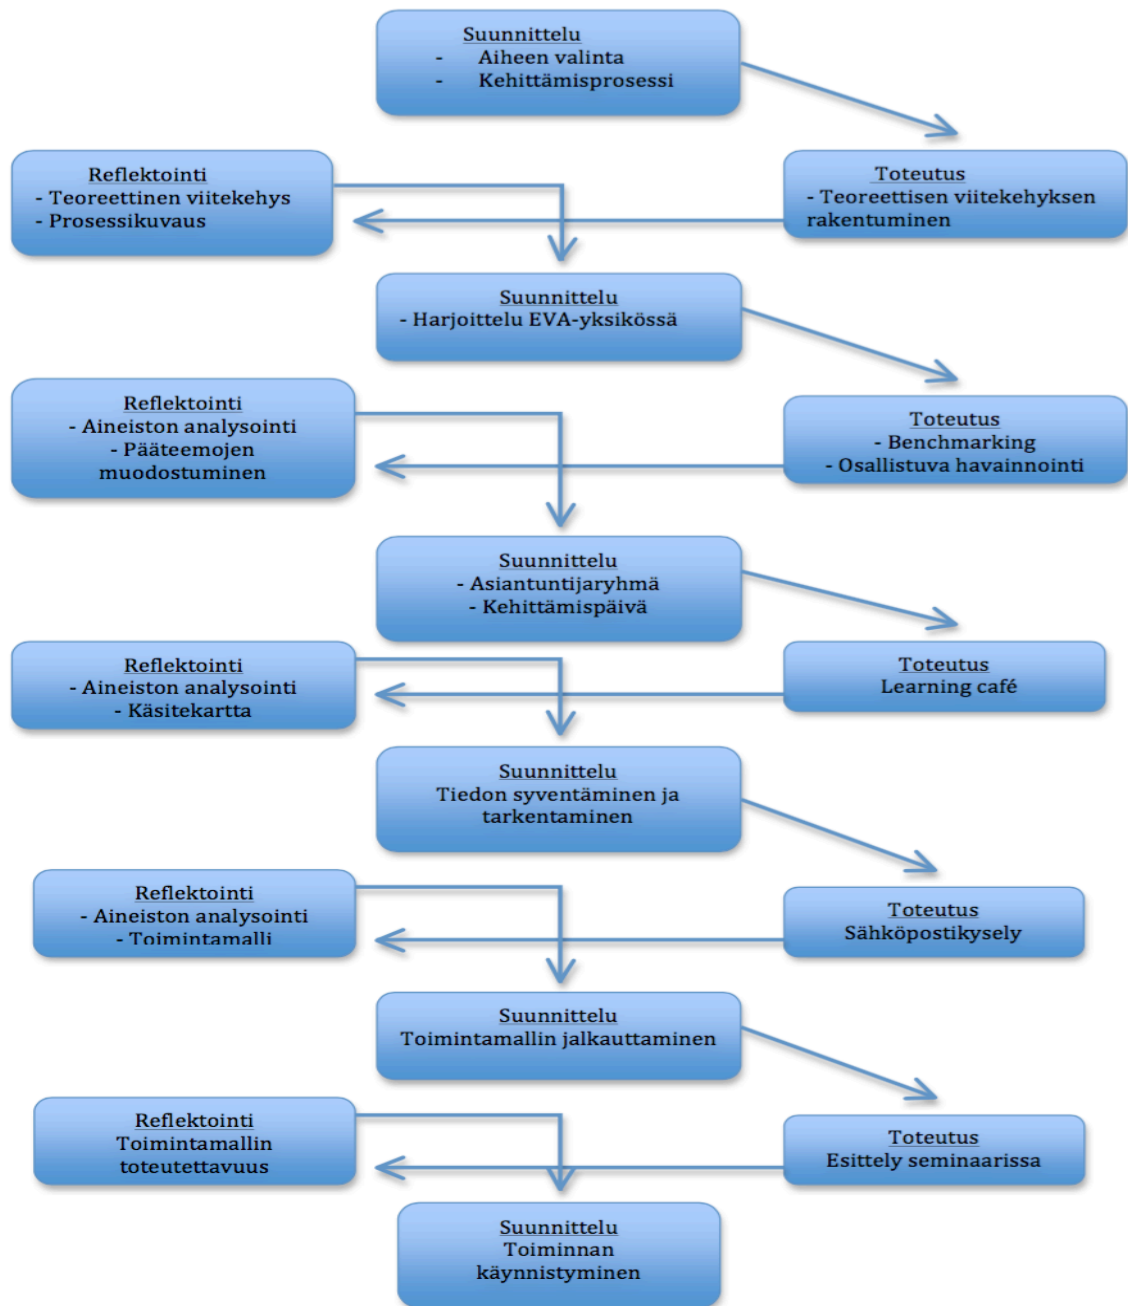 Suunnittelu
- Aiheen valinta
- Kehittämisprosessi
Reflektointi
- Teoreettinen viitekehys
- Prosessikuvaus
Toteutus
- Teoreettisen viitekehyksen
rakentuminen
Suunnittelu
- Harjoittelu EVA-yksikössä
Reflektointi
- Aineiston analysointi
- Pääteemojen
muodostuminen
Toteutus
- Benchmarking
- Osallistuva havainnointi
Suunnittelu
- Asiantuntijaryhmä
- Kehittämispäivä
Reflektointi
- Aineiston analysointi
- Käsitekartta
Toteutus
Learning café
Suunnittelu
Tiedon syventäminen ja
tarkentaminen
Reflektointi
- Aineiston analysointi
- Toimintamalli
Toteutus
Sähköpostikysely
Suunnittelu
Toimintamallin jalkauttaminen
Reflektointi
Toimintamallin
toteutettavuus
Toteutus
Esittely seminaarissa
Suunnittelu
Toiminnan
käynnistyminen